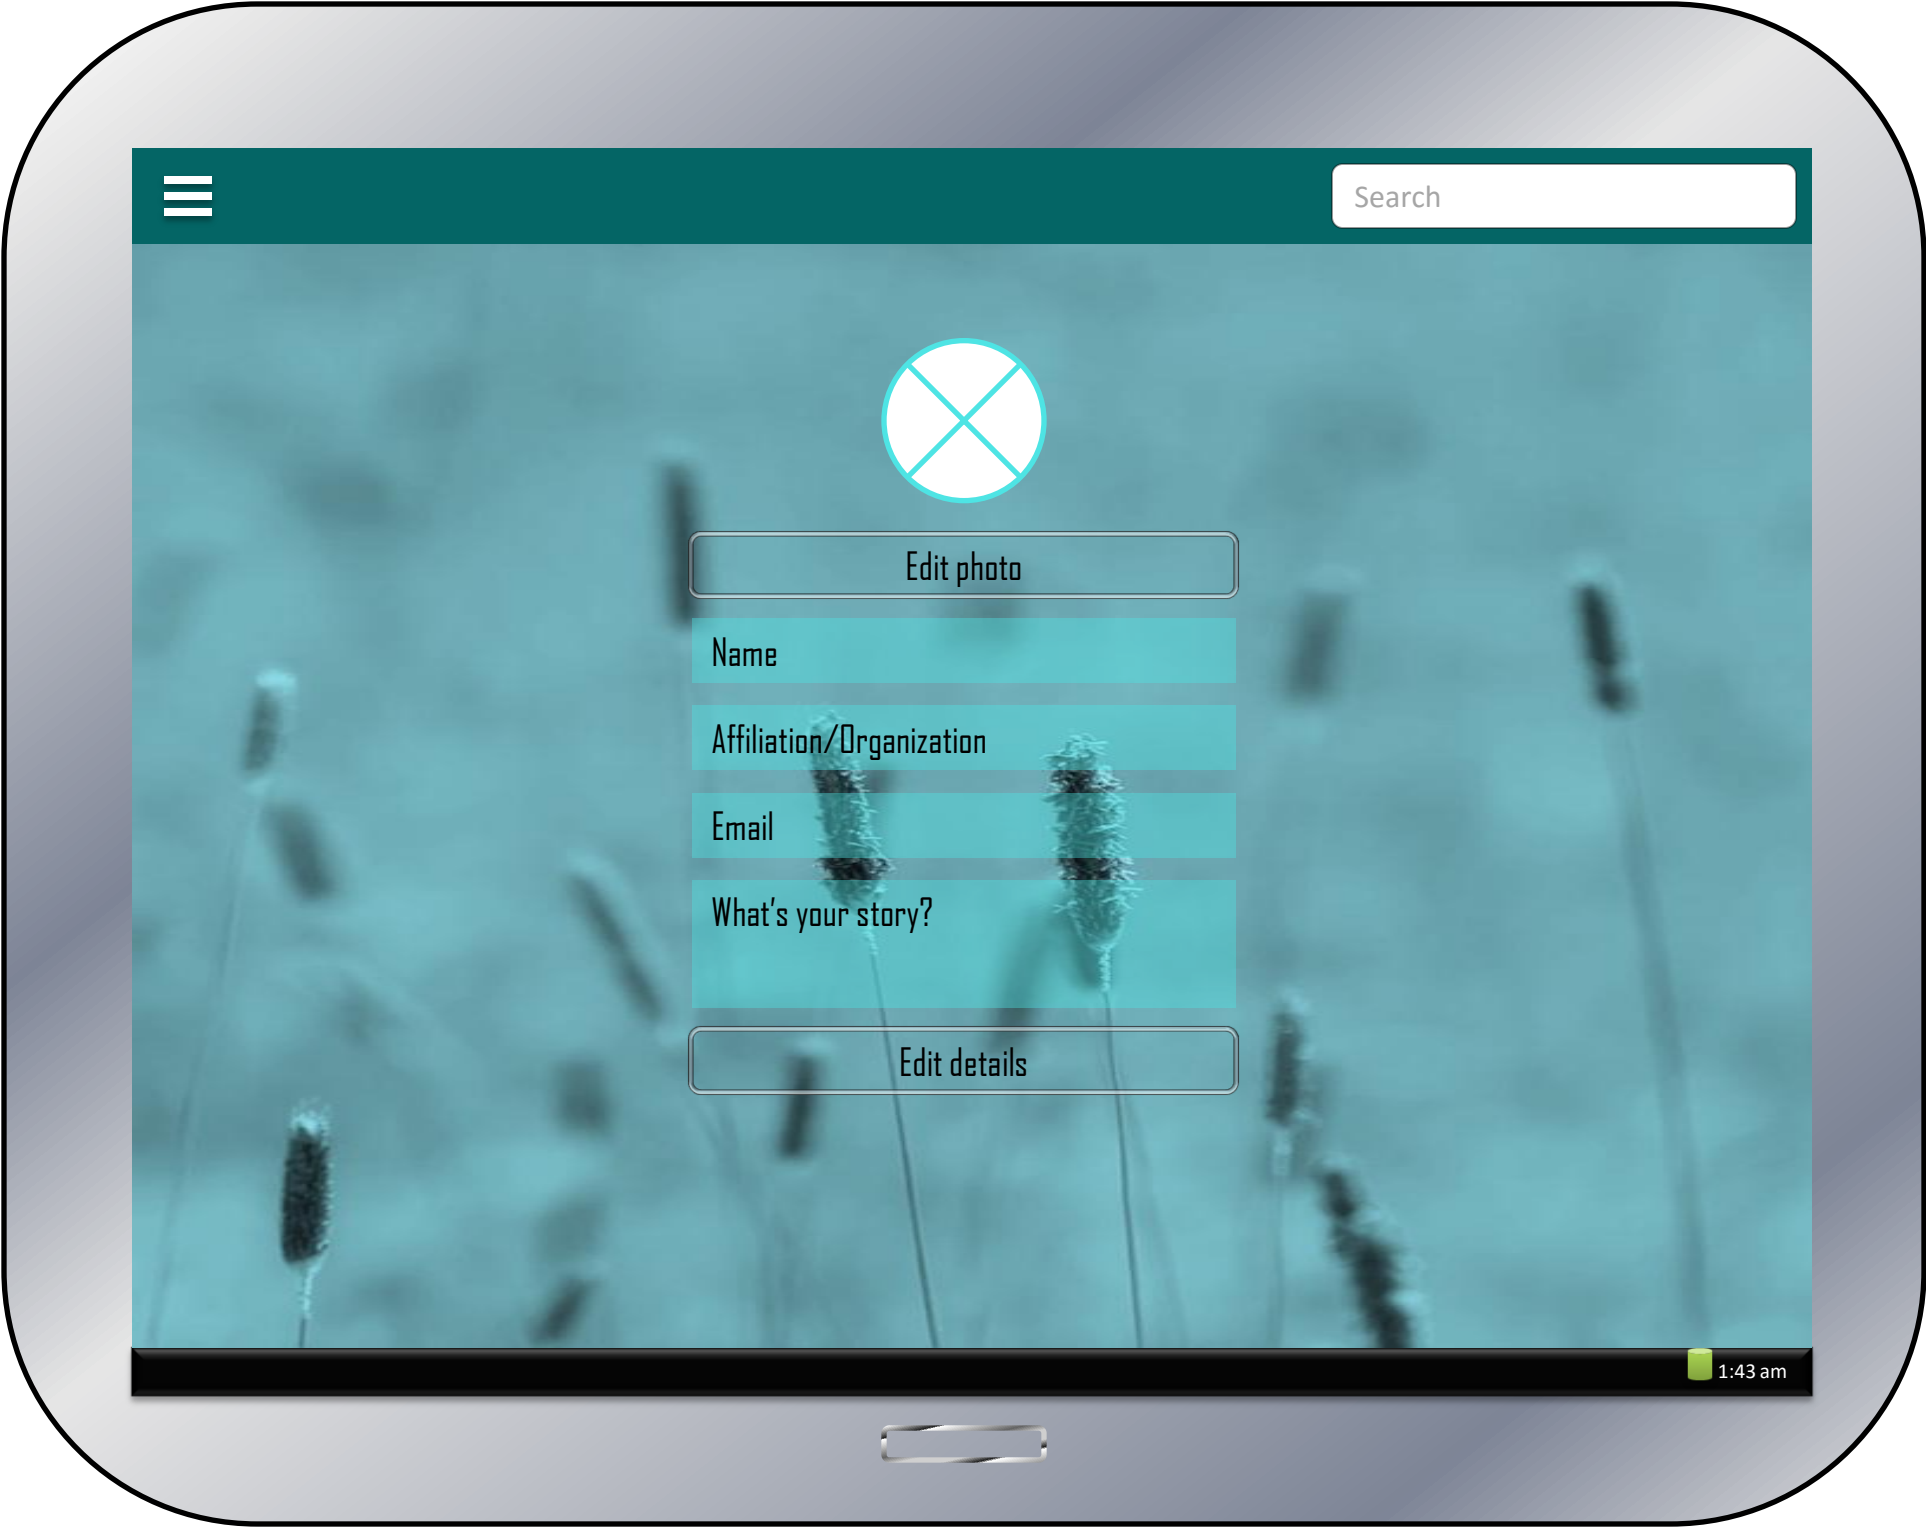 Search
Edit photo
Name
Affiliation/Organization
Email
What's your story?
Edit details
1:43 am